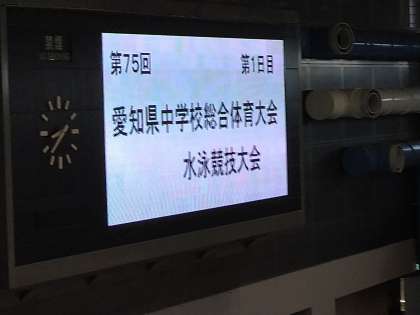 第75回 第1日目
愛知県中学校総合体育大会
水泳競技大会